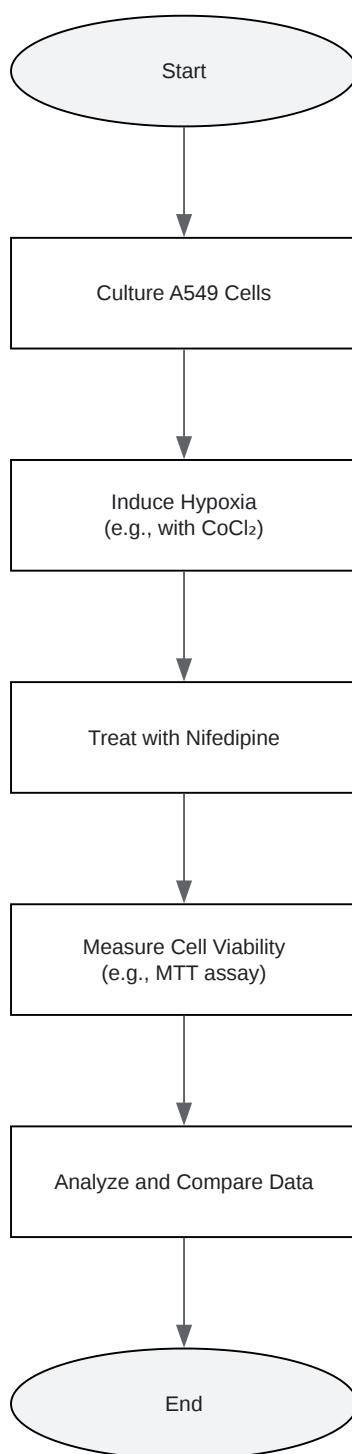 Start
Culture A549 Cells
Induce Hypoxia
(e.g., with CoCl₂)
Treat with Nifedipine
Measure Cell Viability
(e.g., MTT assay)
Analyze and Compare Data
End